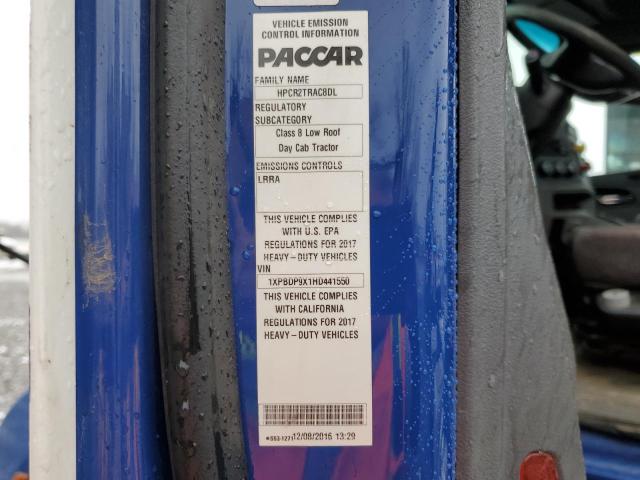 VEHICLE EMISSION
CONTROL INFORMATION
PACCAR
FAMILY NAME
HPCR2TRAC8DL
REGULATORY
SUBCATEGORY
Class 8 Low Roof
Day Cab Tractor
EMISSIONS CONTROLS
LRRA
THIS VEHICLE COMPLIES
WITH U.S. EPA
REGULATIONS FOR 2017
HEAVY-DUTY VEHICLES
VIN
1XPBDP9X1HD441550
THIS VEHICLE COMPLIES
WITH CALIFORNIA
REGULATIONS FOR 2017
HEAVY-DUTY VEHICLES
*S53-1271 12/08/2016 13:29